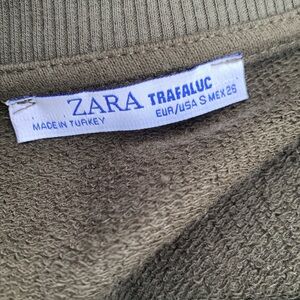 ZARA TRAFALUC
MADE IN TURKEY EUR/USA S MEX 26